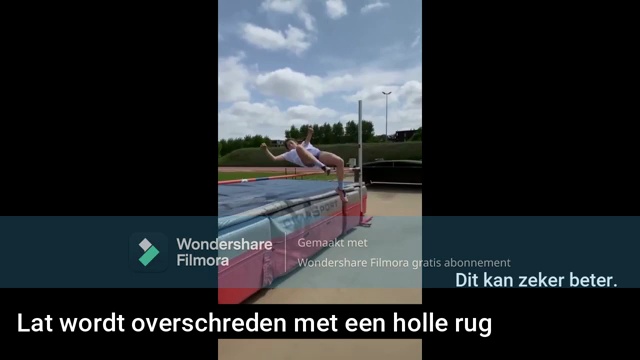 Wondershare
Filmora
Gemaakt met
Wondershare Filmora gratis abonnement
Dit kan zeker beter.
Lat wordt overschreden met een holle rug